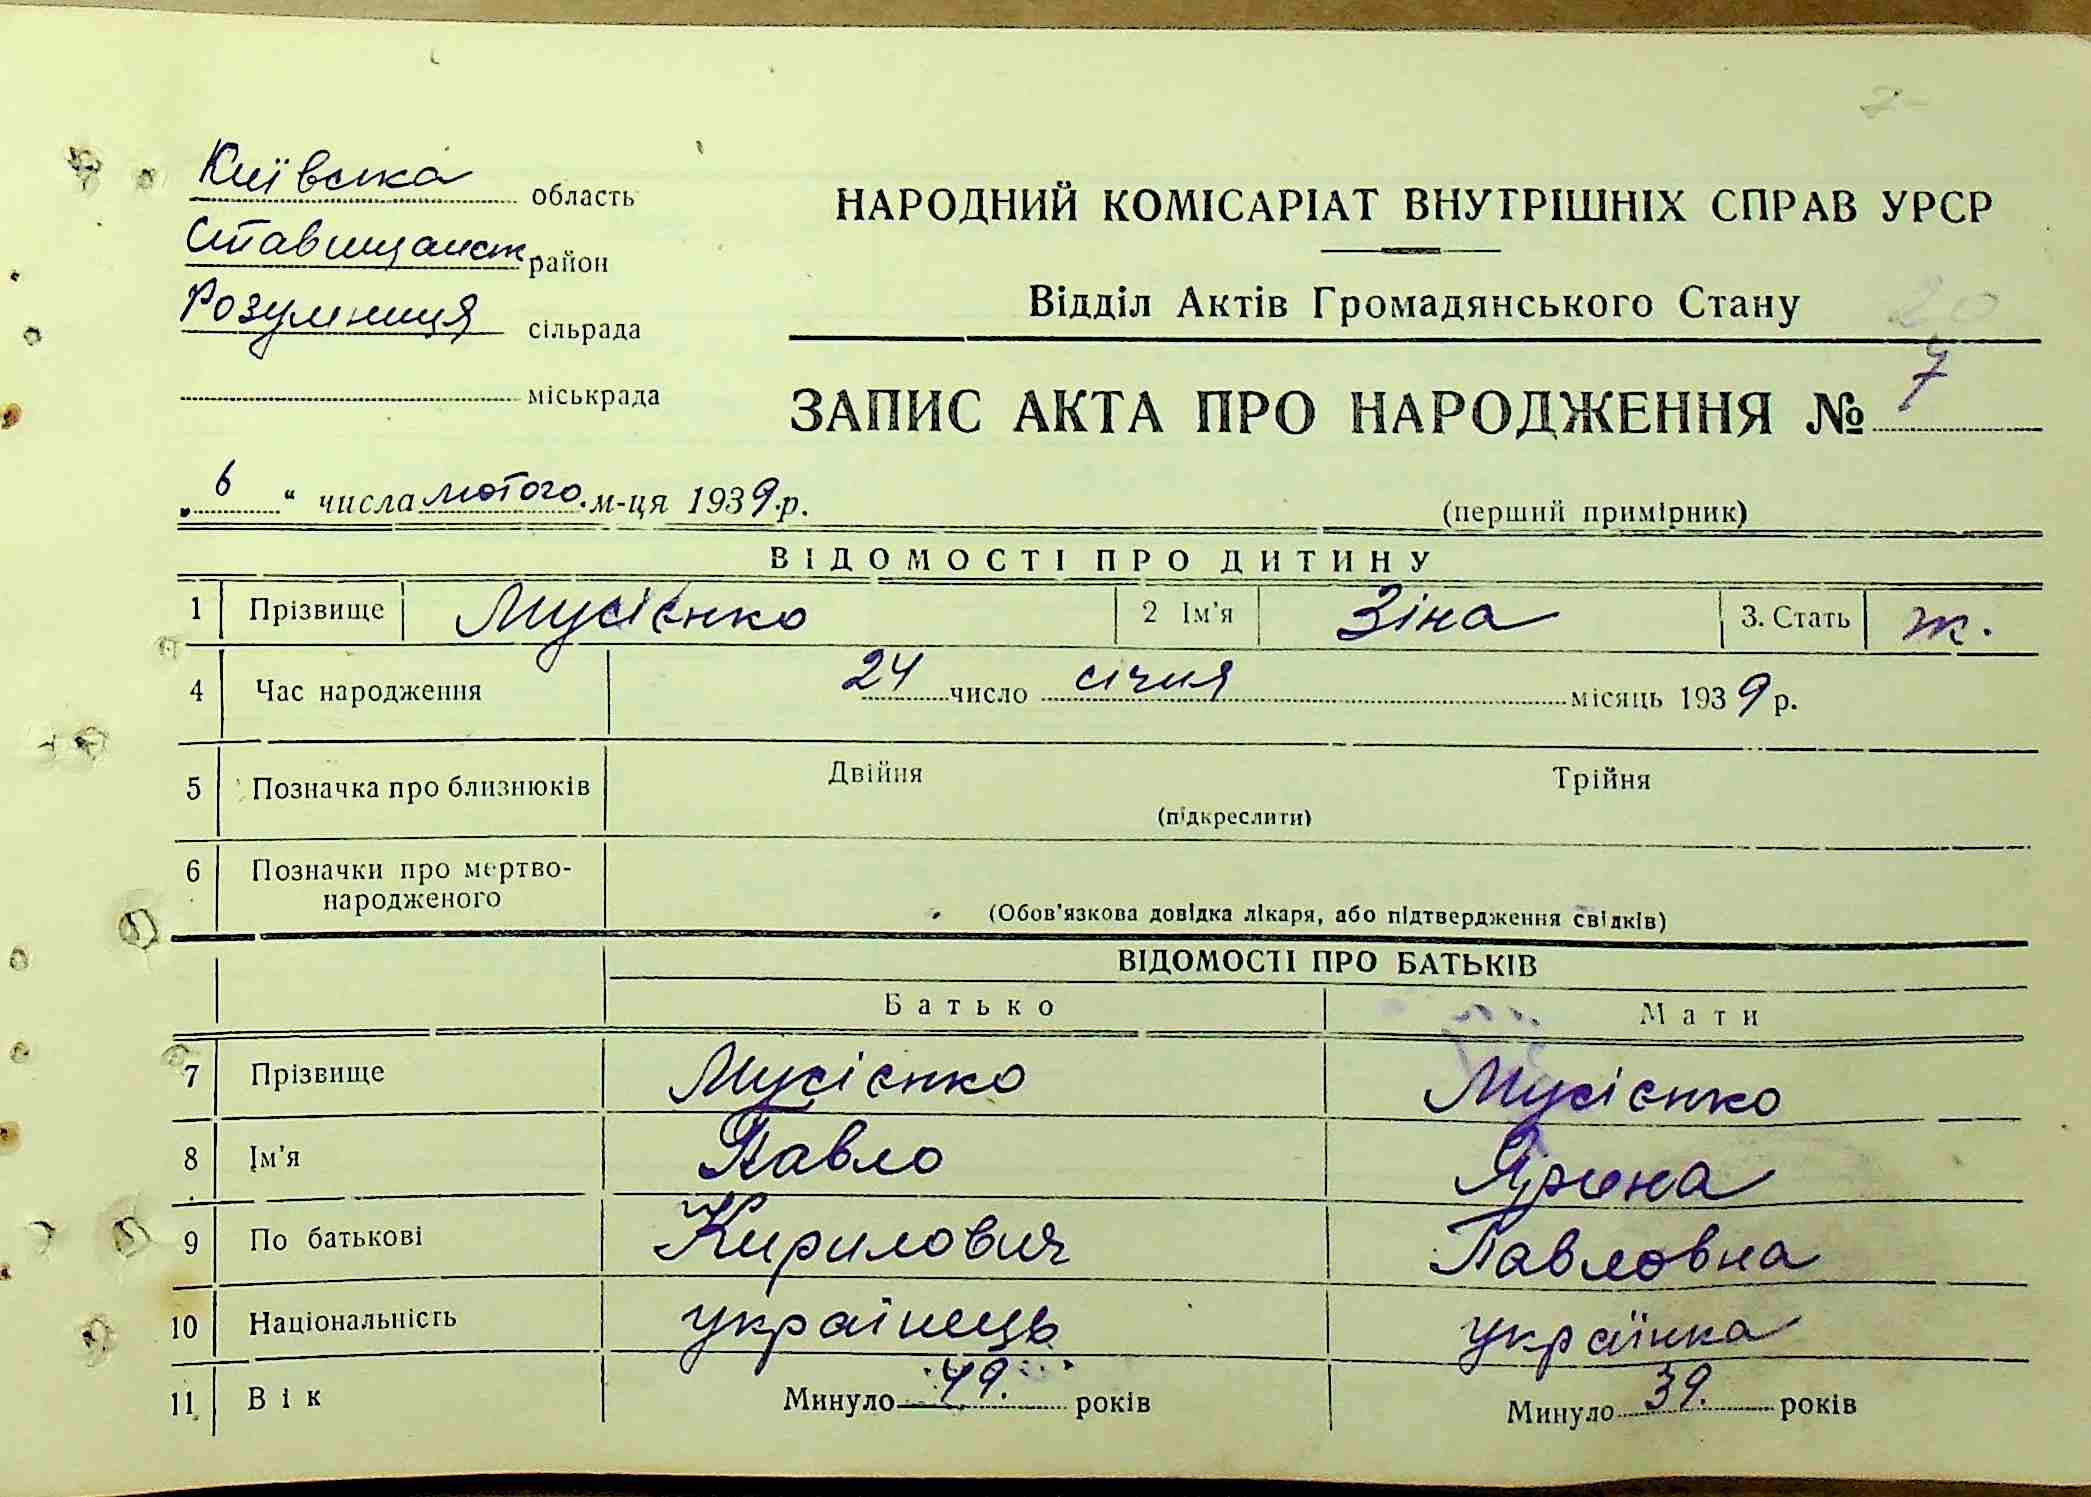 Київська область
Ставищанськ район
Розумниця сільрада
міськрада
НАРОДНИЙ КОМІСАРІАТ ВНУТРІШНІХ СПРАВ УРСР
Відділ Актів Громадянського Стану
20
ЗАПИС АКТА ПРО НАРОДЖЕННЯ № 7
„6“ числа лютого м-ця 1939 р.
(перший примірник)
ВІДОМОСТІ ПРО ДИТИНУ
1 Прізвище Мусієнко 2 Ім'я Зіна 3. Стать ж.
4 Час народження 24 число січня місяць 1939 р.
5 Позначка про близнюків Двійня Трійня
(підкреслити)
6 Позначки про мертво-
народженого
(Обов'язкова довідка лікаря, або підтвердження свідків)
ВІДОМОСТІ ПРО БАТЬКІВ
Батько Мати
7 Прізвище Мусієнко Мусієнко
8 Ім'я Павло Ярина
9 По батькові Кирилович Павловна
10 Національність українець українка
11 Вік Минуло 49. років Минуло 39. років